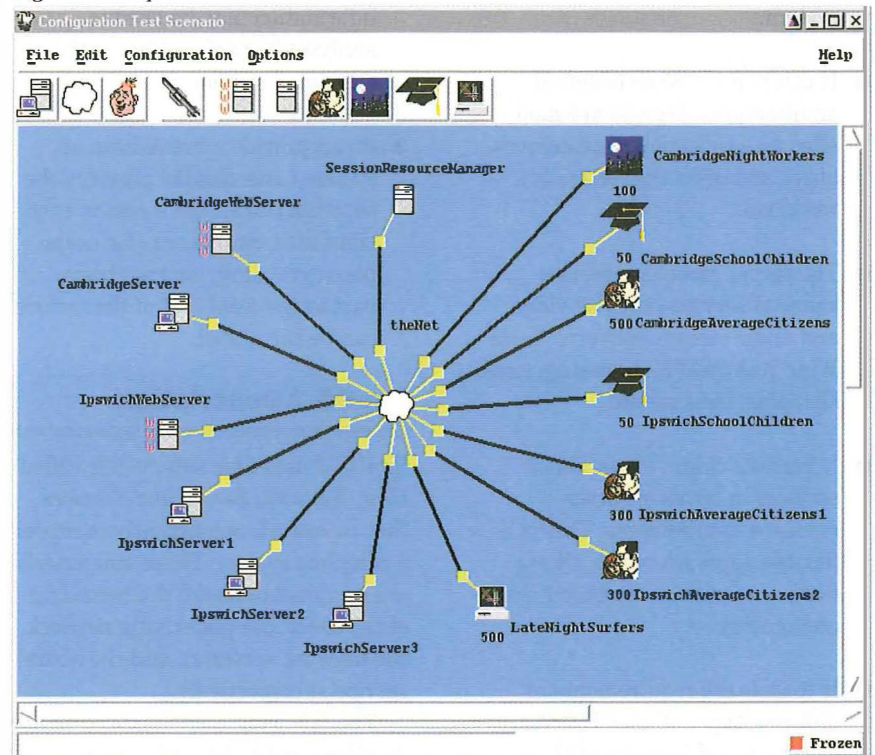 Configuration Test Scenario
File Edit Configuration Options Help
SessionResourceManager
CambridgeWebServer
CambridgeServer
IpswichWebServer
IpswichServer1
IpswichServer2
IpswichServer3
theNet
CambridgeNightWorkers
100
50 CambridgeSchoolChildren
500 CambridgeAverageCitizens
50 IpswichSchoolChildren
300 IpswichAverageCitizens1
300 IpswichAverageCitizens2
500 LateNightSurfers
Frozen